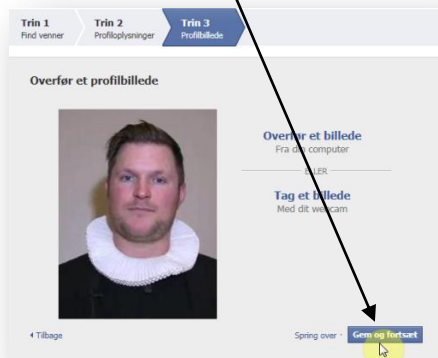 Trin 1
Find venner
Trin 2
Profiloplysninger
Trin 3
Profilbillede
Overfør et profilbillede
Overfør et billede
Fra din computer
ELLER
Tag et billede
Med dit webcam
Tilbage
Spring over · Gem og fortsæt